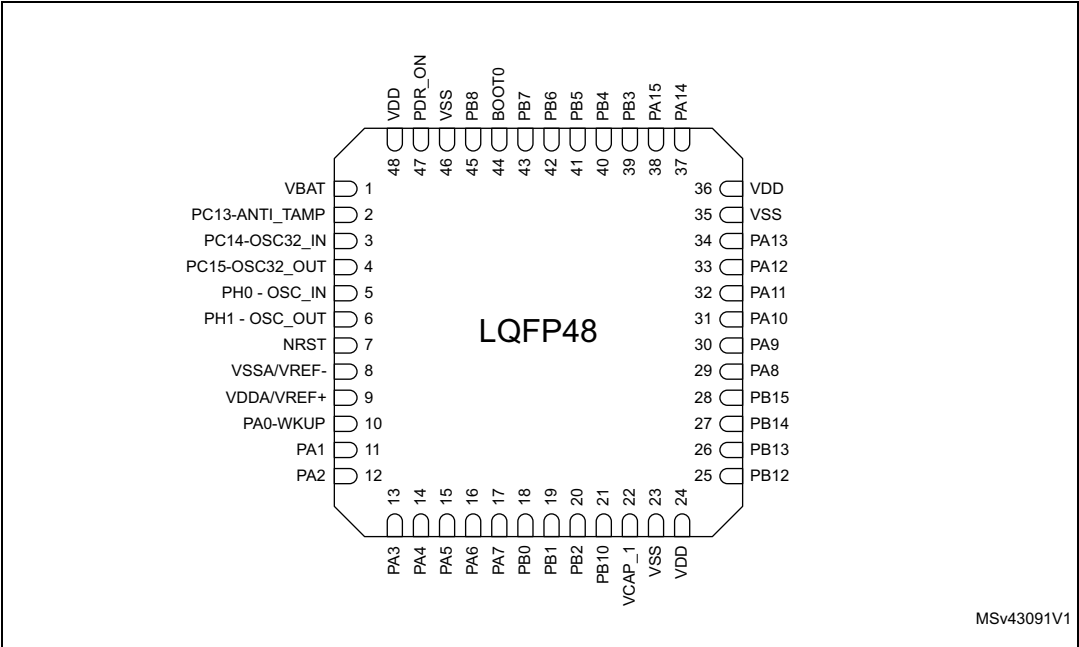 VDD
PDR_ON
VSS
PB8
BOOT0
PB7
PB6
PB5
PB4
PB3
PA15
PA14
48
47
46
45
44
43
42
41
40
39
38
37
VBAT 1
PC13-ANTI_TAMP 2
PC14-OSC32_IN 3
PC15-OSC32_OUT 4
PH0 - OSC_IN 5
PH1 - OSC_OUT 6
NRST 7
VSSA/VREF- 8
VDDA/VREF+ 9
PA0-WKUP 10
PA1 11
PA2 12
LQFP48
36 VDD
35 VSS
34 PA13
33 PA12
32 PA11
31 PA10
30 PA9
29 PA8
28 PB15
27 PB14
26 PB13
25 PB12
13
14
15
16
17
18
19
20
21
22
23
24
PA3
PA4
PA5
PA6
PA7
PB0
PB1
PB2
PB10
VCAP_1
VSS
VDD
MSv43091V1